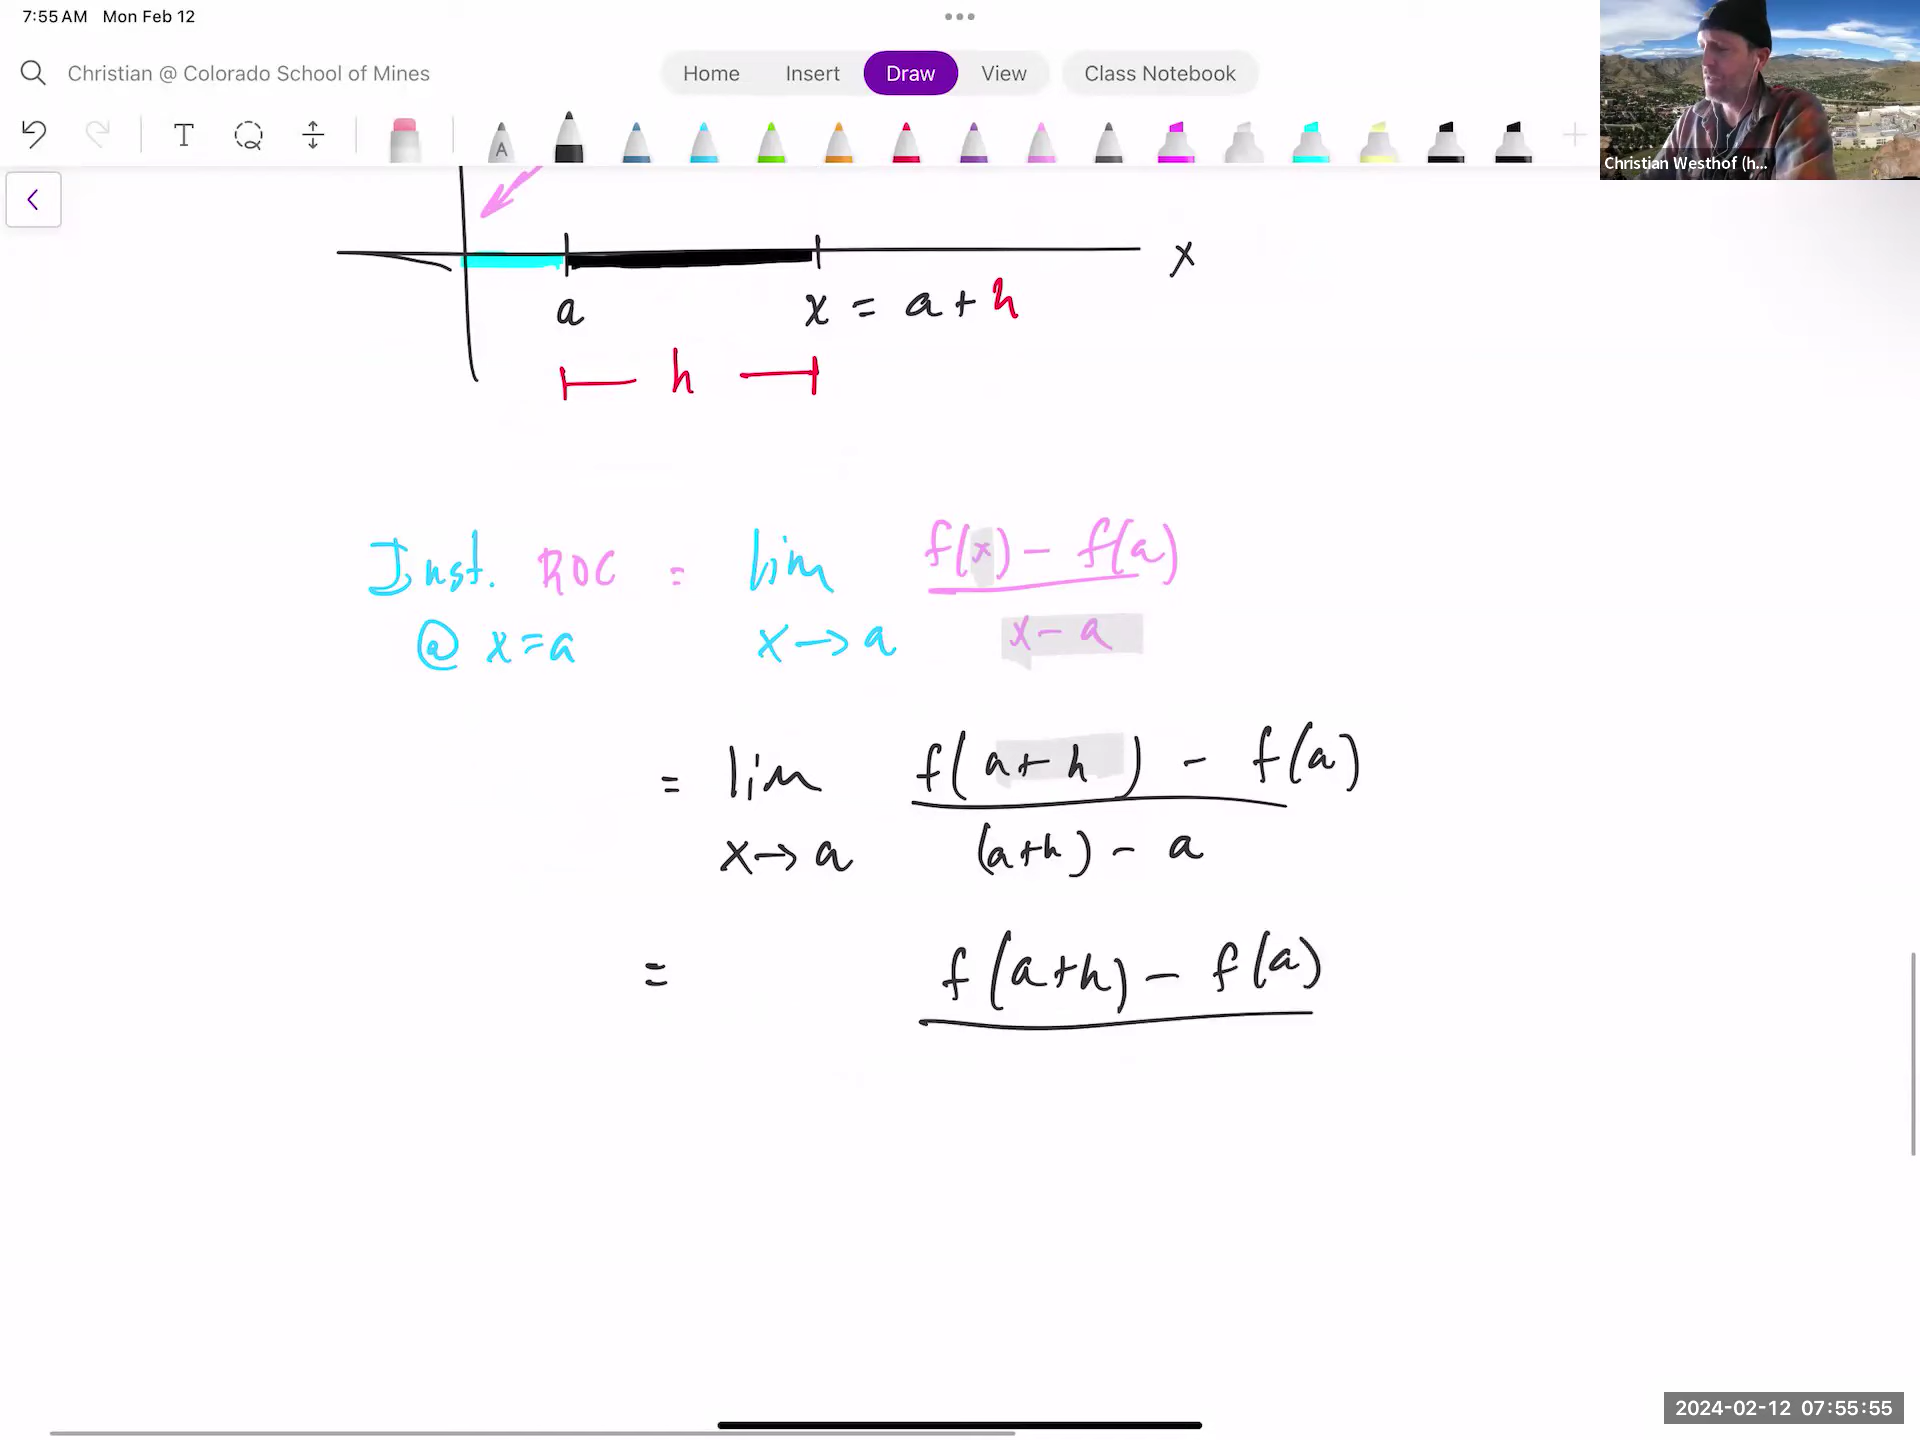 7:55 AM Mon Feb 12
Christian @ Colorado School of Mines
Home Insert Draw View Class Notebook
T
A
Christian Westhof (h...
x
a
x = a + h
h
Inst. ROC = lim f(x) - f(a)
@ x = a x → a x - a
= lim f(a + h) - f(a)
x → a (a+h) - a
= f(a+h) - f(a)
2024-02-12 07:55:55